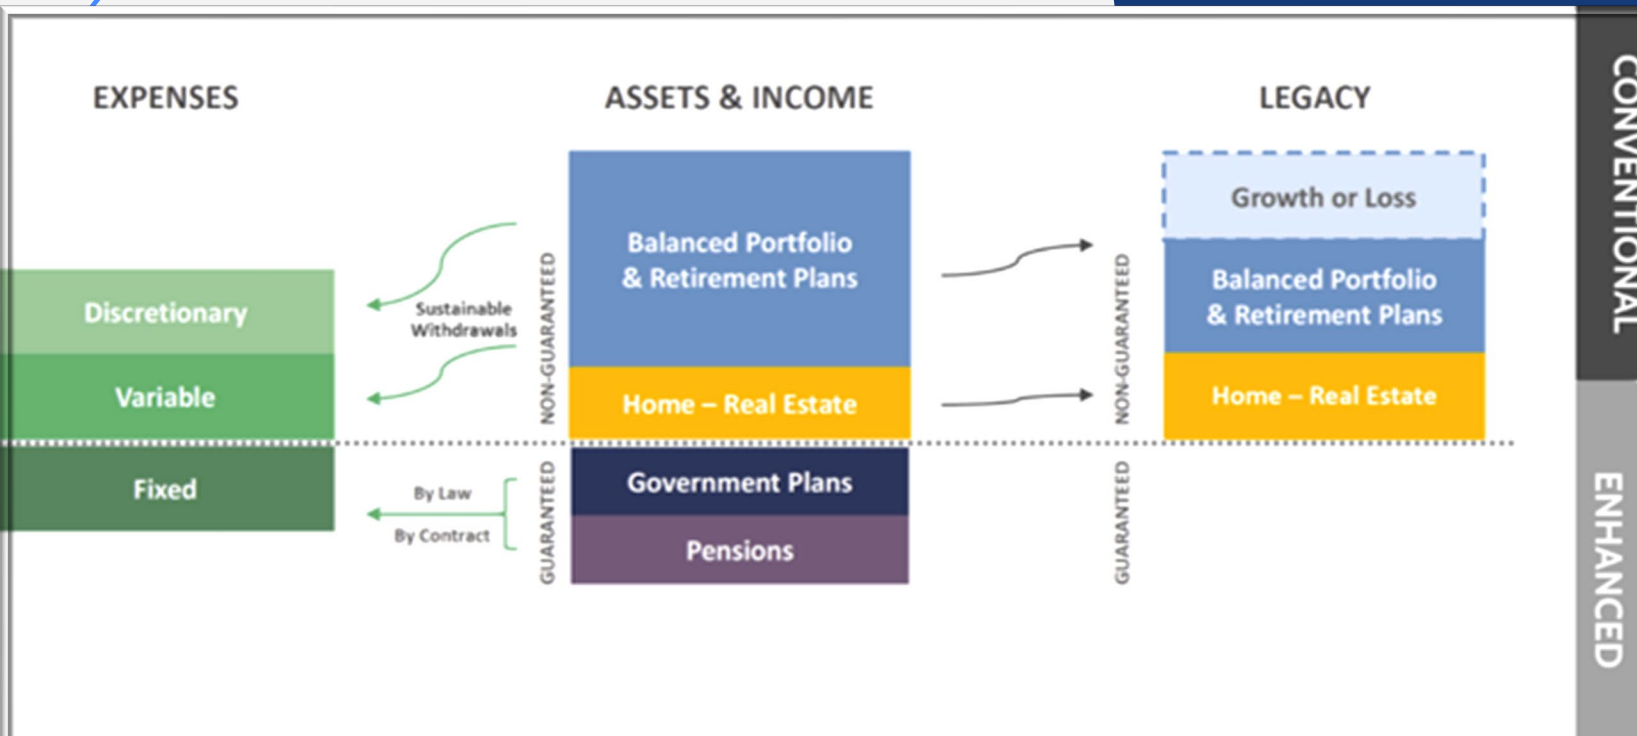 EXPENSES
ASSETS & INCOME
LEGACY
Discretionary
Variable
Fixed
Sustainable
Withdrawals
By Law
By Contract
NON-GUARANTEED
GUARANTEED
Balanced Portfolio
& Retirement Plans
Home – Real Estate
Government Plans
Pensions
NON-GUARANTEED
GUARANTEED
Growth or Loss
Balanced Portfolio
& Retirement Plans
Home – Real Estate
CONVENTIONAL
ENHANCED